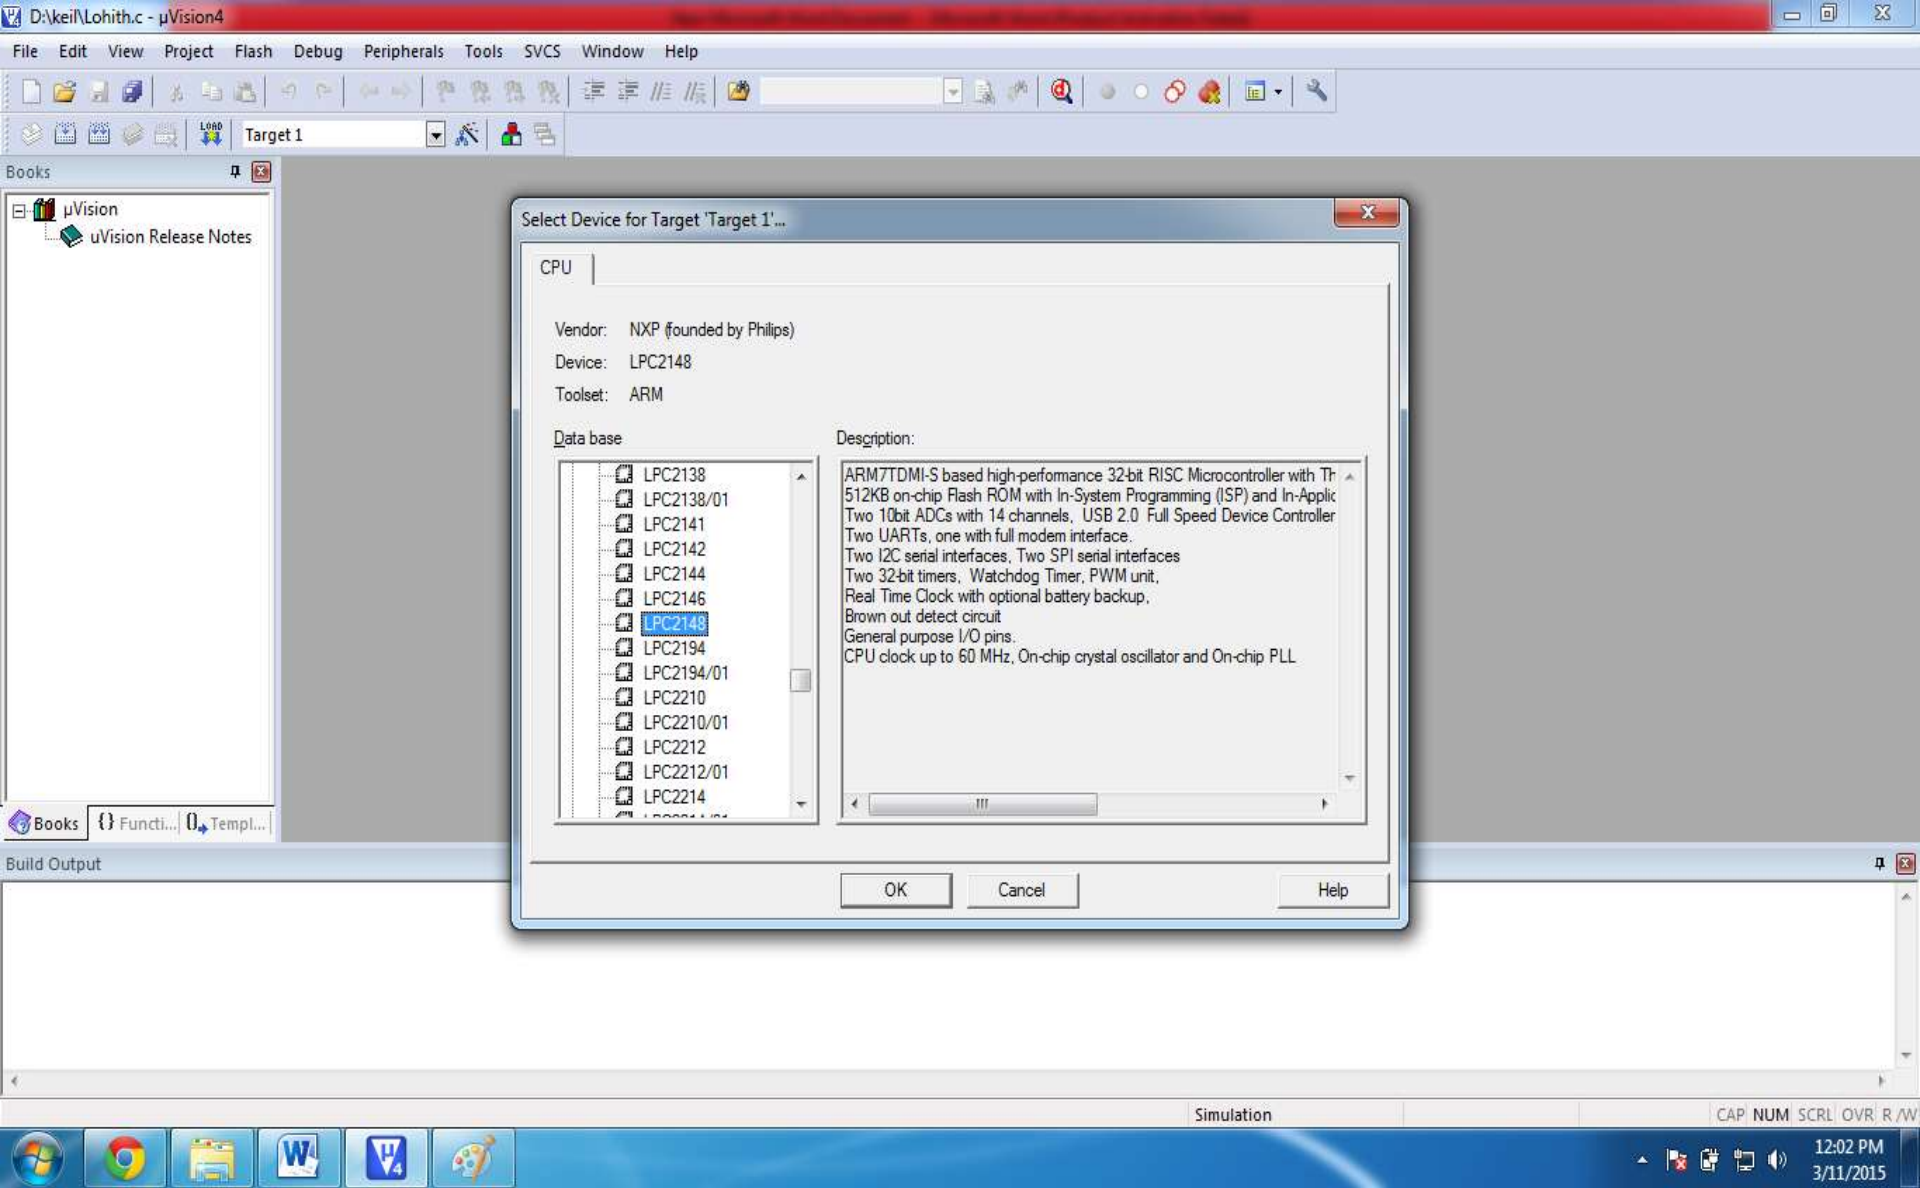 D:\keil\Lohith.c - µVision4
File Edit View Project Flash Debug Peripherals Tools SVCS Window Help
LOAD Target 1
Books
µVision
uVision Release Notes
Select Device for Target 'Target 1'...
CPU
Vendor: NXP (founded by Philips)
Device: LPC2148
Toolset: ARM
Data base
LPC2138
LPC2138/01
LPC2141
LPC2142
LPC2144
LPC2146
LPC2148
LPC2194
LPC2194/01
LPC2210
LPC2210/01
LPC2212
LPC2212/01
LPC2214
Description:
ARM7TDMI-S based high-performance 32-bit RISC Microcontroller with Th
512KB on-chip Flash ROM with In-System Programming (ISP) and In-Applic
Two 10bit ADCs with 14 channels, USB 2.0 Full Speed Device Controller
Two UARTs, one with full modem interface.
Two I2C serial interfaces, Two SPI serial interfaces
Two 32-bit timers, Watchdog Timer, PWM unit,
Real Time Clock with optional battery backup,
Brown out detect circuit
General purpose I/O pins.
CPU clock up to 60 MHz, On-chip crystal oscillator and On-chip PLL
OK Cancel Help
Books {} Functi... 0 Templ...
Build Output
Simulation CAP NUM SCRL OVR R/W
12:02 PM
3/11/2015